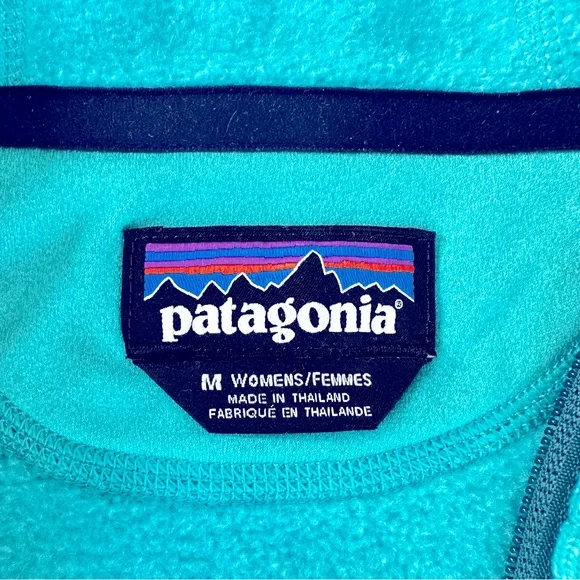 patagonia®
M WOMENS/FEMMES
MADE IN THAILAND
FABRIQUÉ EN THAILANDE